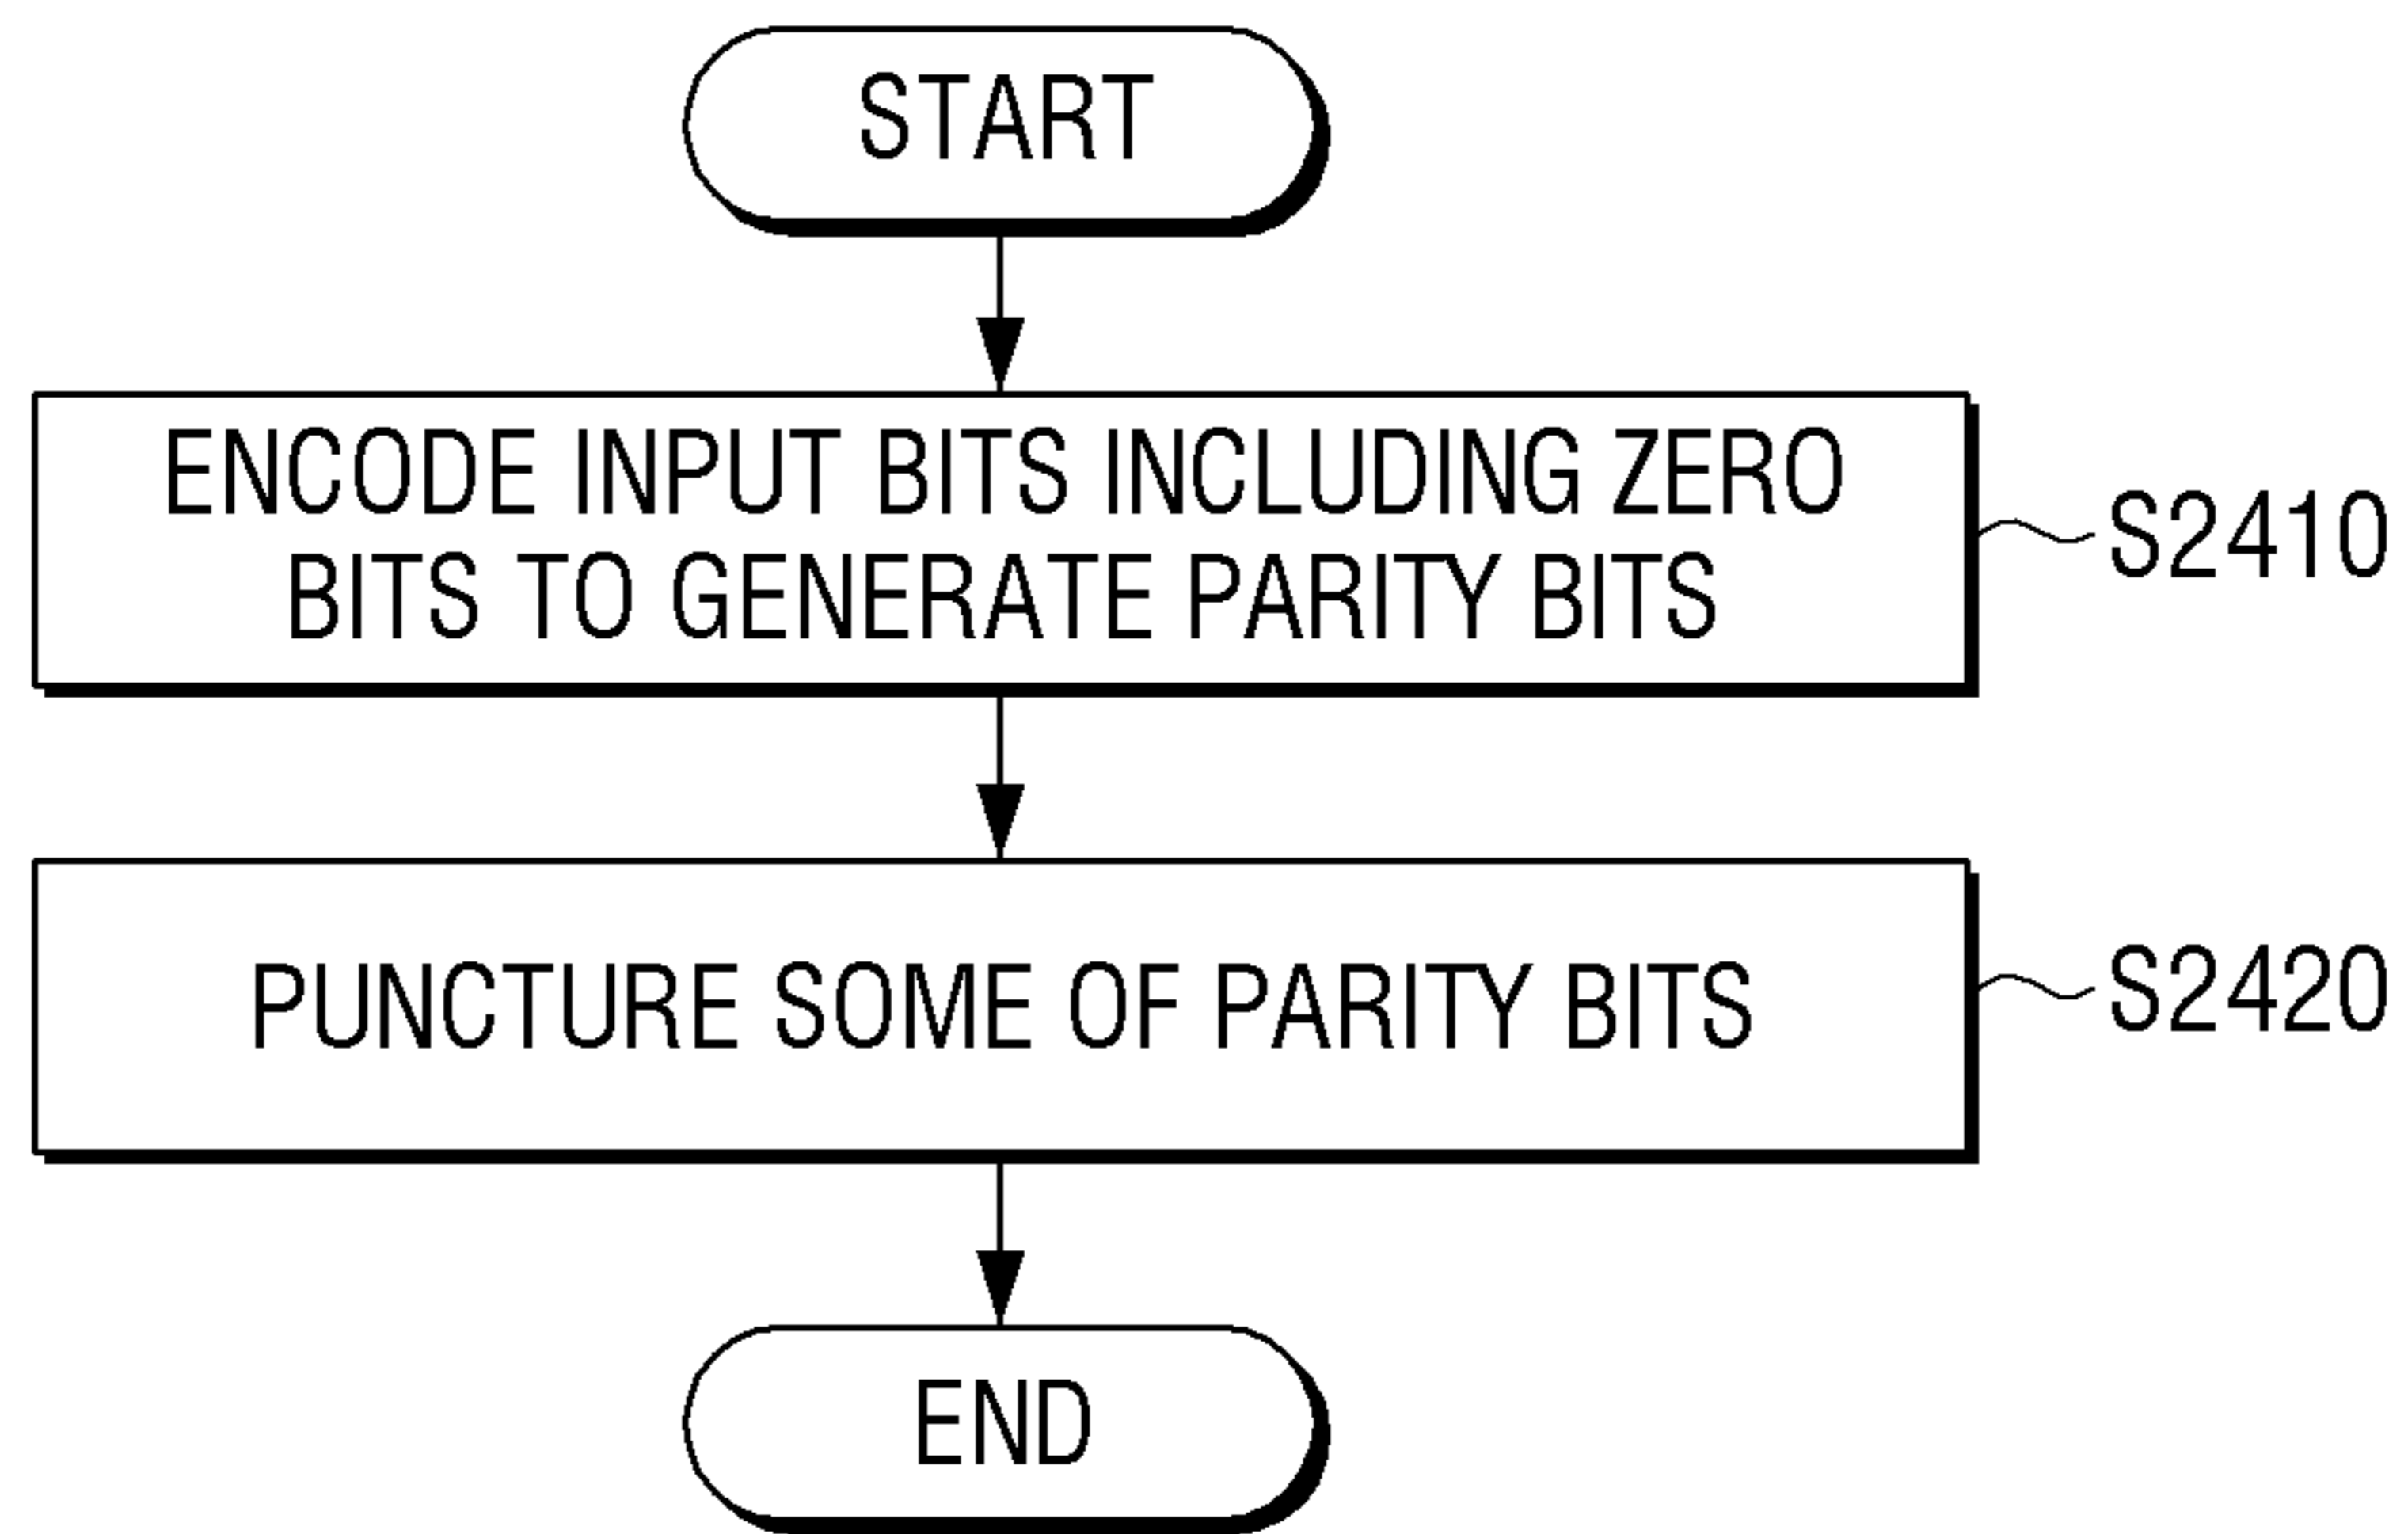 START
ENCODE INPUT BITS INCLUDING ZERO
BITS TO GENERATE PARITY BITS
S2410
PUNCTURE SOME OF PARITY BITS
S2420
END